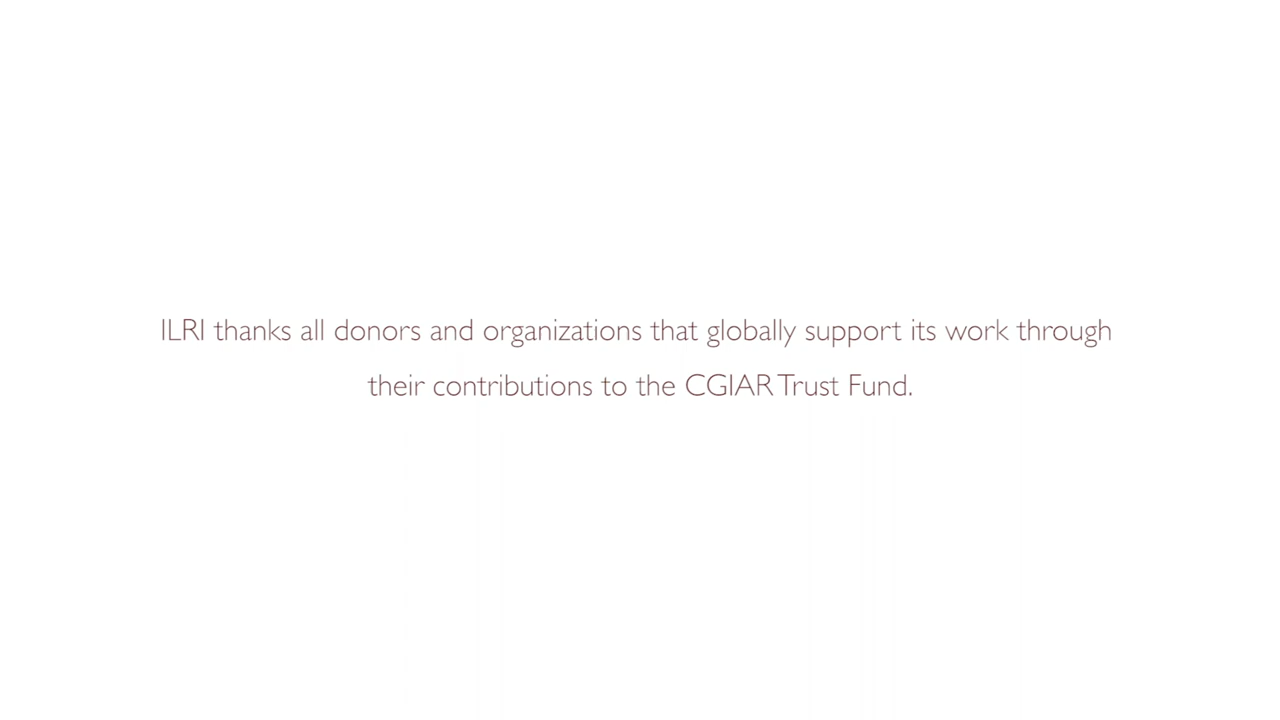 ILRI thanks all donors and organizations that globally support its work through
their contributions to the CGIAR Trust Fund.